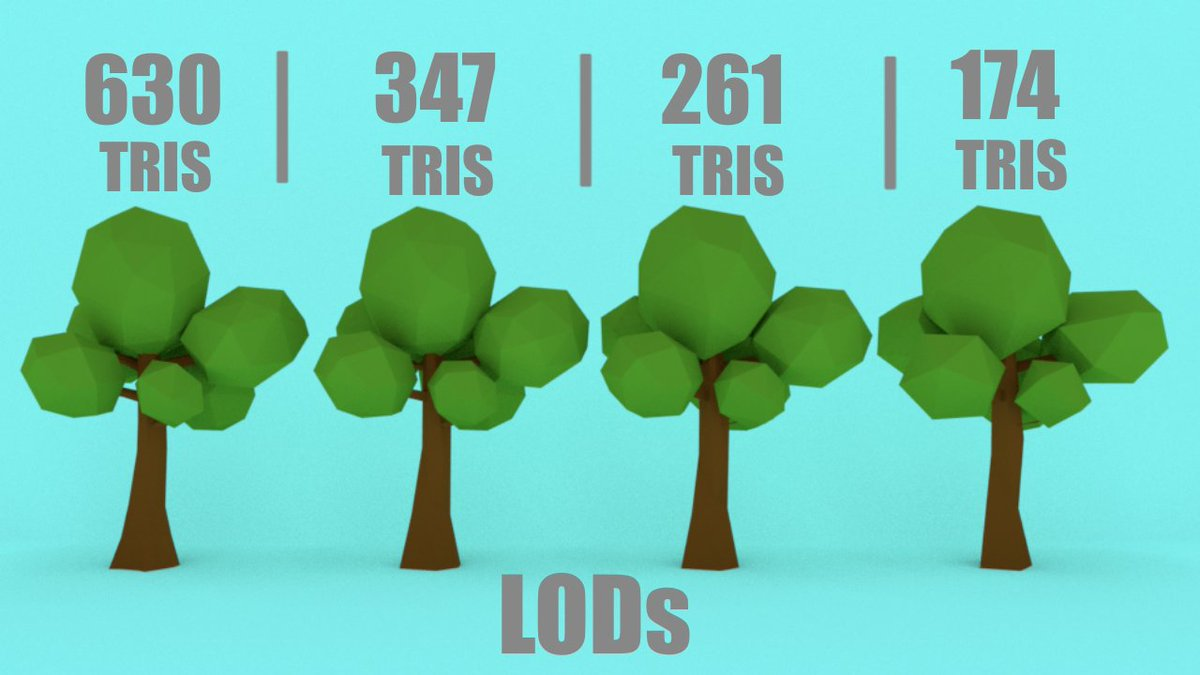 630 | 347 | 261 | 174
TRIS TRIS TRIS TRIS
LODs